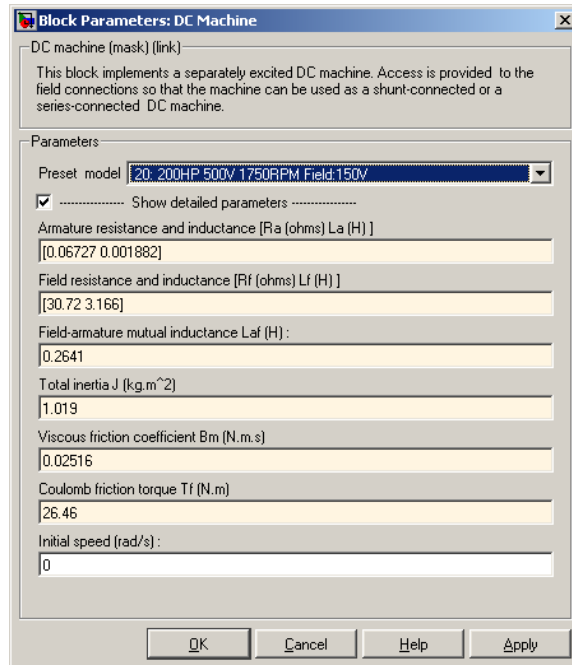 Block Parameters: DC Machine
DC machine (mask) (link)
This block implements a separately excited DC machine. Access is provided to the
field connections so that the machine can be used as a shunt-connected or a
series-connected DC machine.
Parameters
Preset model 20: 200HP 500V 1750RPM Field:150V
---------------- Show detailed parameters ----------------
Armature resistance and inductance [Ra (ohms) La (H) ]
[0.06727 0.001882]
Field resistance and inductance [Rf (ohms) Lf (H) ]
[30.72 3.166]
Field-armature mutual inductance Laf (H) :
0.2641
Total inertia J (kg.m^2)
1.019
Viscous friction coefficient Bm (N.m.s)
0.02516
Coulomb friction torque Tf (N.m)
26.46
Initial speed (rad/s) :
0
OK Cancel Help Apply